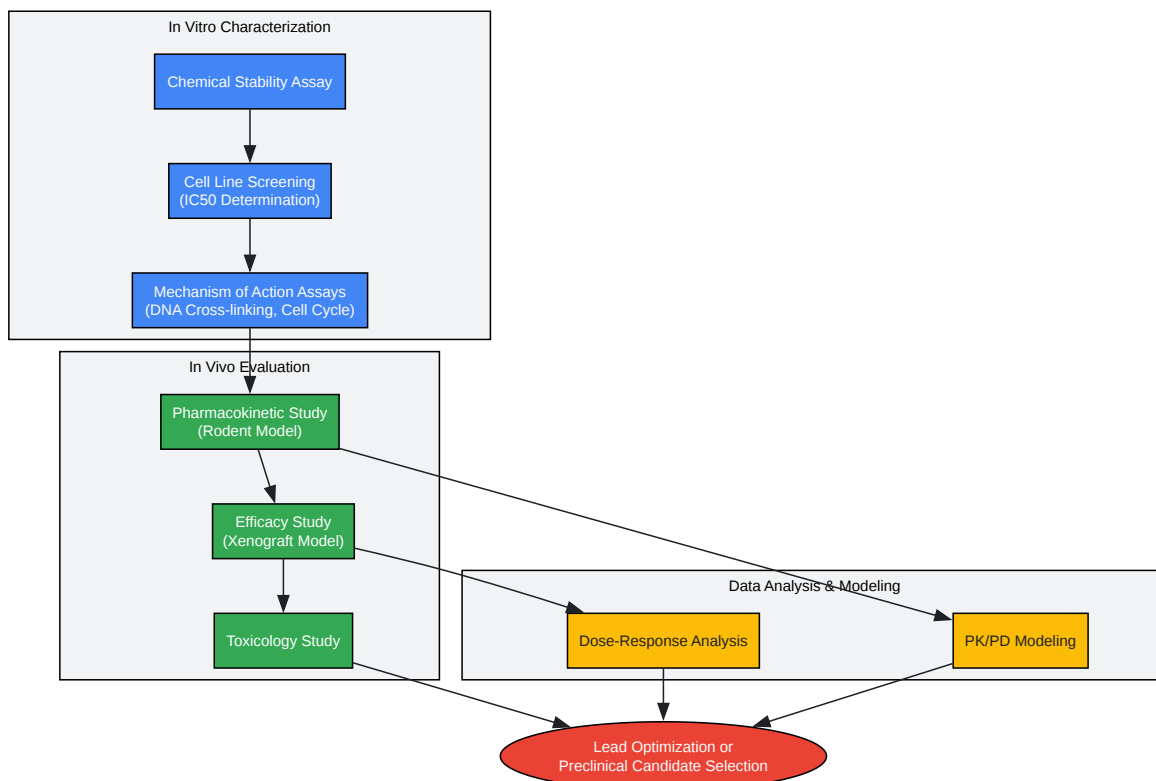 In Vitro Characterization
Chemical Stability Assay
Cell Line Screening
(IC50 Determination)
Mechanism of Action Assays
(DNA Cross-linking, Cell Cycle)
In Vivo Evaluation
Pharmacokinetic Study
(Rodent Model)
Efficacy Study
(Xenograft Model)
Toxicology Study
Data Analysis & Modeling
Dose-Response Analysis
PK/PD Modeling
Lead Optimization or
Preclinical Candidate Selection